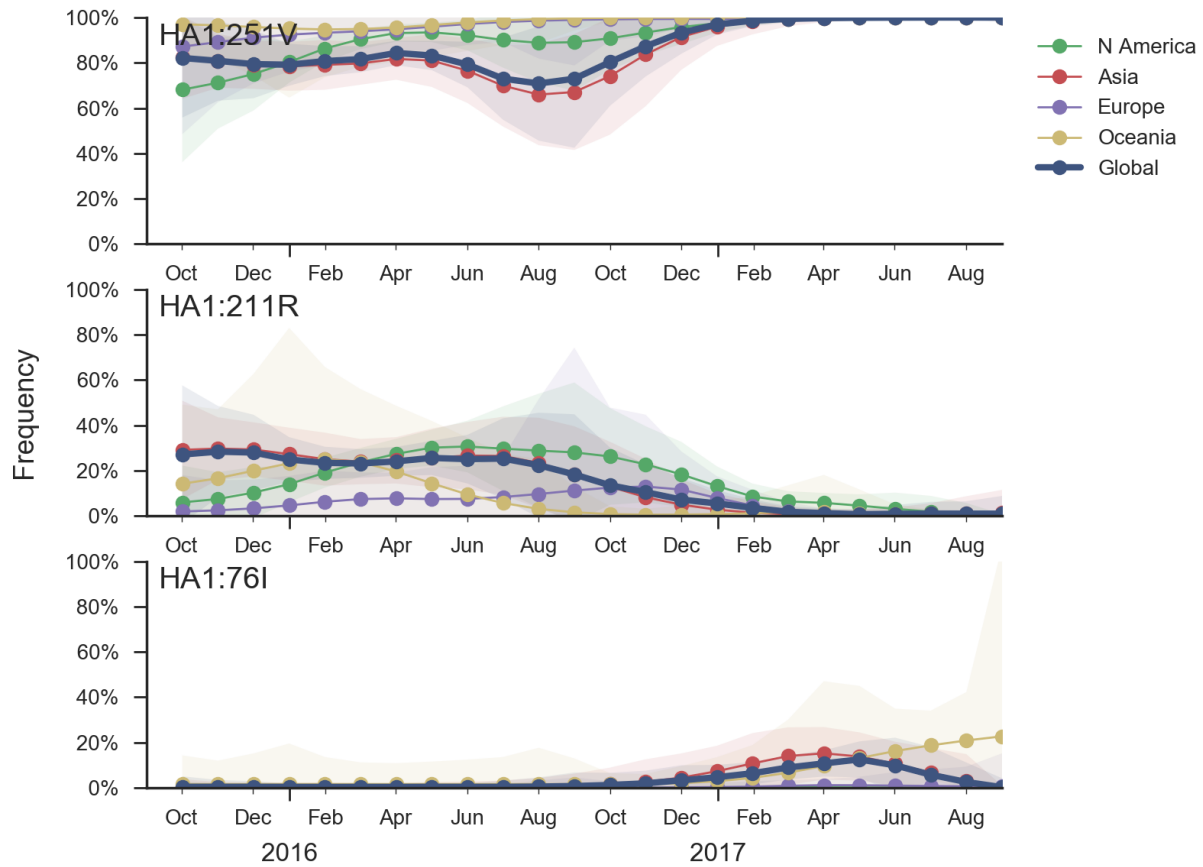 HA1:251V
100%
80%
60%
40%
20%
0%
Oct Dec Feb Apr Jun Aug Oct Dec Feb Apr Jun Aug
N America
Asia
Europe
Oceania
Global
HA1:211R
100%
80%
60%
40%
20%
0%
Oct Dec Feb Apr Jun Aug Oct Dec Feb Apr Jun Aug
Frequency
HA1:76I
100%
80%
60%
40%
20%
0%
Oct Dec Feb Apr Jun Aug Oct Dec Feb Apr Jun Aug
2016 2017